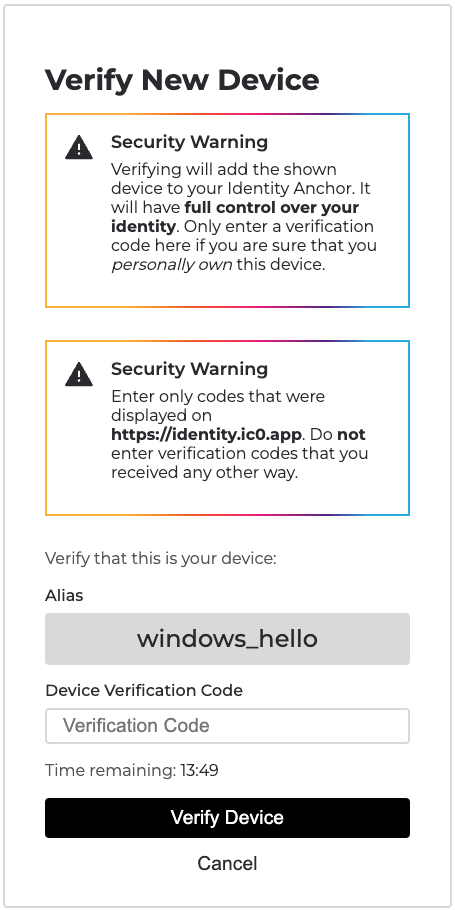 Verify New Device
Security Warning
Verifying will add the shown
device to your Identity Anchor. It
will have full control over your
identity. Only enter a verification
code here if you are sure that you
personally own this device.
Security Warning
Enter only codes that were
displayed on
https://identity.ic0.app. Do not
enter verification codes that you
received any other way.
Verify that this is your device:
Alias
windows_hello
Device Verification Code
Verification Code
Time remaining: 13:49
Verify Device
Cancel